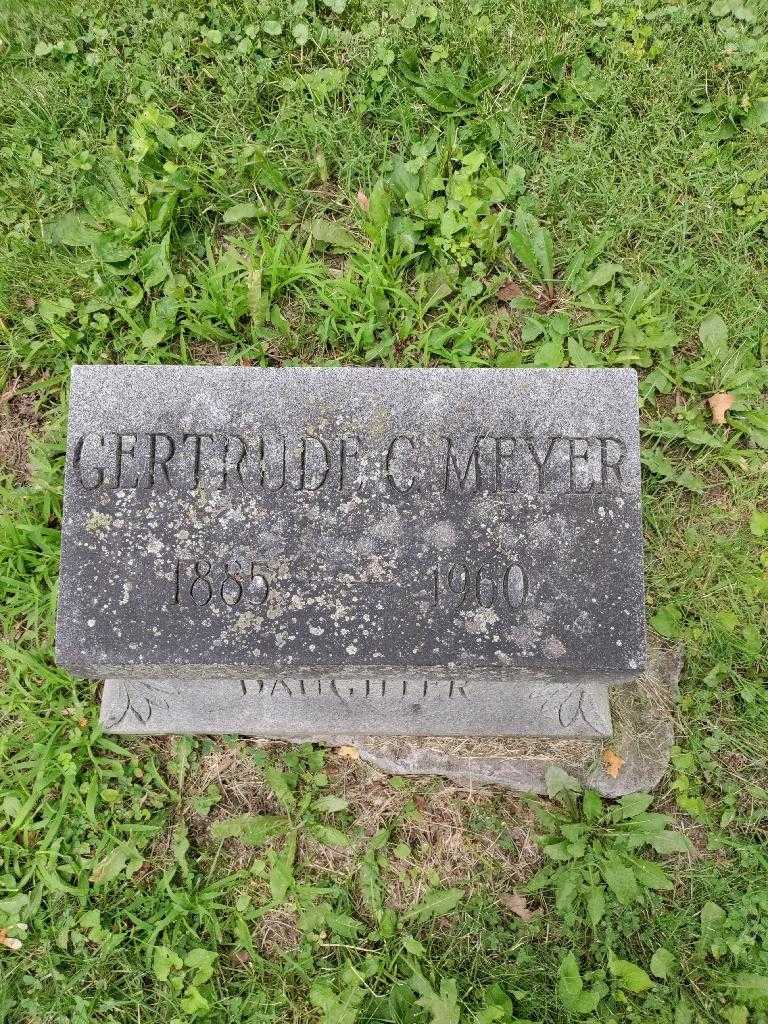 GERTRUDE C MEYER
1885 — 1960
DAUGHTER